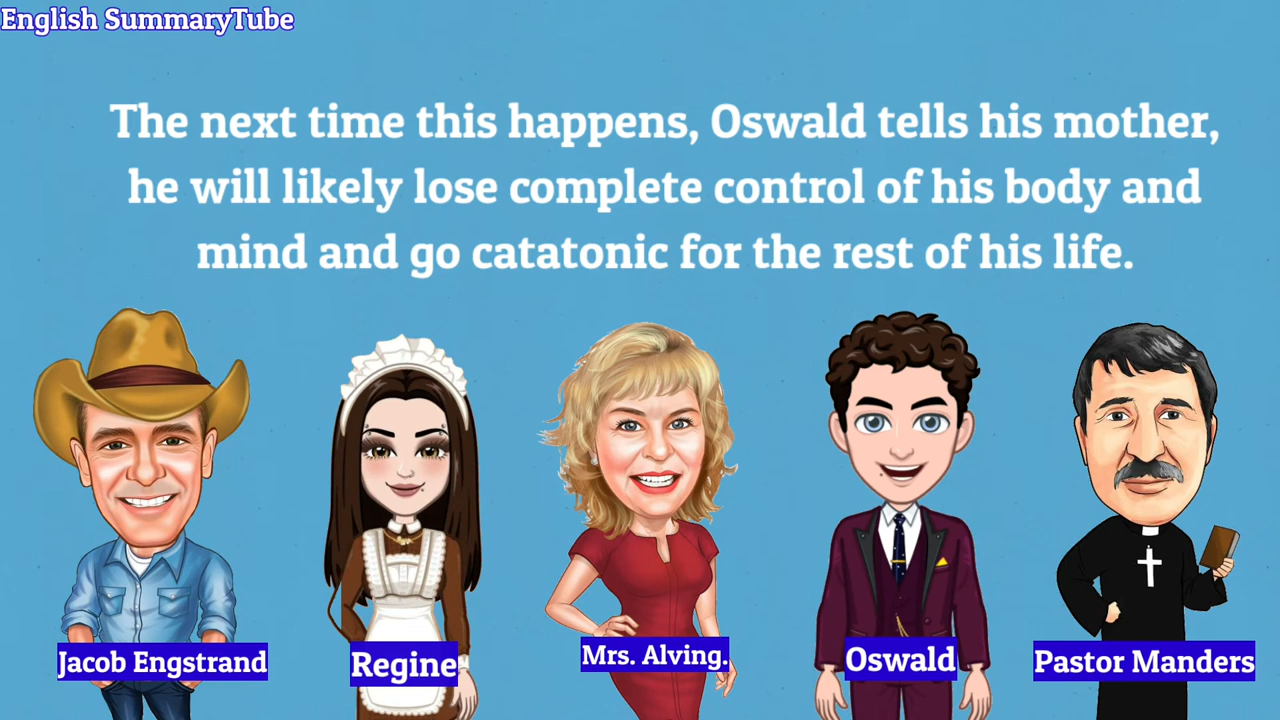 English SummaryTube
The next time this happens, Oswald tells his mother,
he will likely lose complete control of his body and
mind and go catatonic for the rest of his life.
Jacob Engstrand
Regine
Mrs. Alving.
Oswald
Pastor Manders